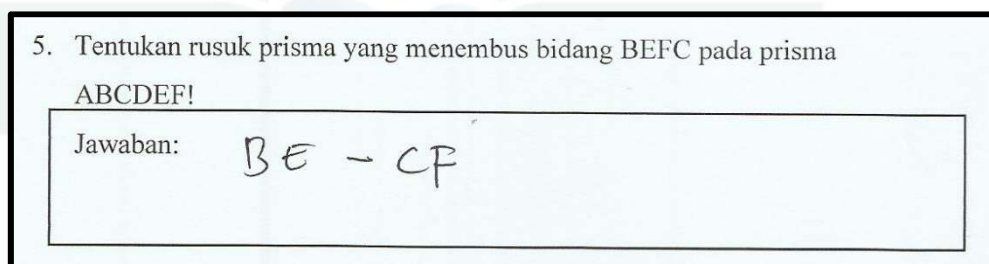 5. Tentukan rusuk prisma yang menembus bidang BEFC pada prisma
ABCDEF!
Jawaban: BE - CF